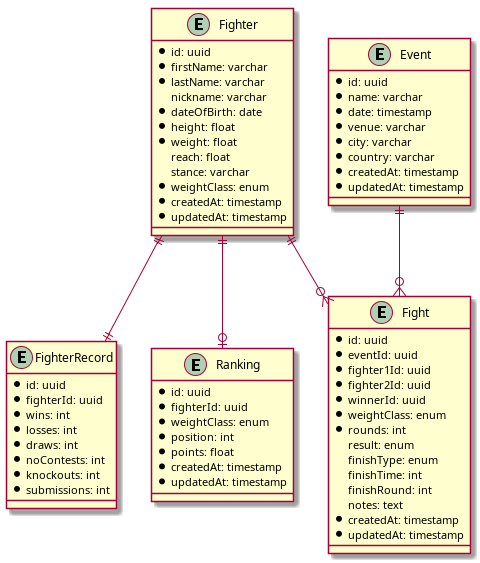 E Fighter
id: uuid
firstName: varchar
lastName: varchar
nickname: varchar
dateOfBirth: date
height: float
weight: float
reach: float
stance: varchar
weightClass: enum
createdAt: timestamp
updatedAt: timestamp
E Event
id: uuid
name: varchar
date: timestamp
venue: varchar
city: varchar
country: varchar
createdAt: timestamp
updatedAt: timestamp
E FighterRecord
id: uuid
fighterId: uuid
wins: int
losses: int
draws: int
noContests: int
knockouts: int
submissions: int
E Ranking
id: uuid
fighterId: uuid
weightClass: enum
position: int
points: float
createdAt: timestamp
updatedAt: timestamp
E Fight
id: uuid
eventId: uuid
fighter1Id: uuid
fighter2Id: uuid
winnerId: uuid
weightClass: enum
rounds: int
result: enum
finishType: enum
finishTime: int
finishRound: int
notes: text
createdAt: timestamp
updatedAt: timestamp